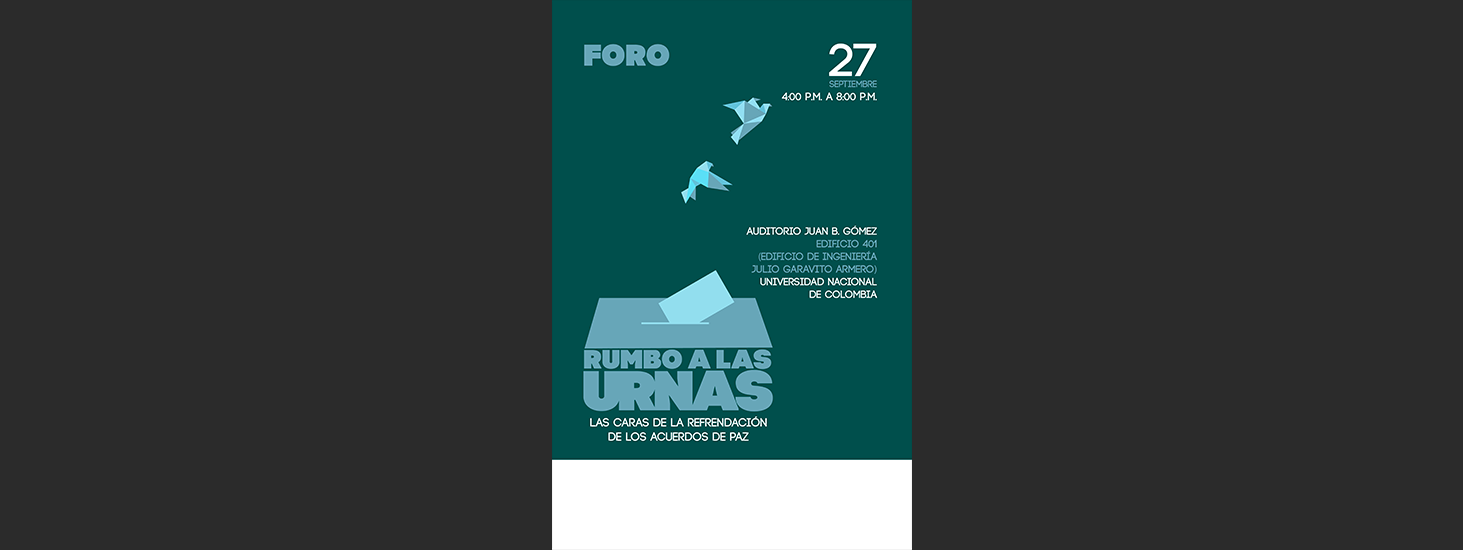 FORO
27
SEPTIEMBRE
4:00 P.M. A 8:00 P.M.
AUDITORIO JUAN B. GÓMEZ
EDIFICIO 401
(EDIFICIO DE INGENIERÍA
JULIO GARAVITO ARMERO)
UNIVERSIDAD NACIONAL
DE COLOMBIA
RUMBO A LAS
URNAS
LAS CARAS DE LA REFRENDACIÓN
DE LOS ACUERDOS DE PAZ